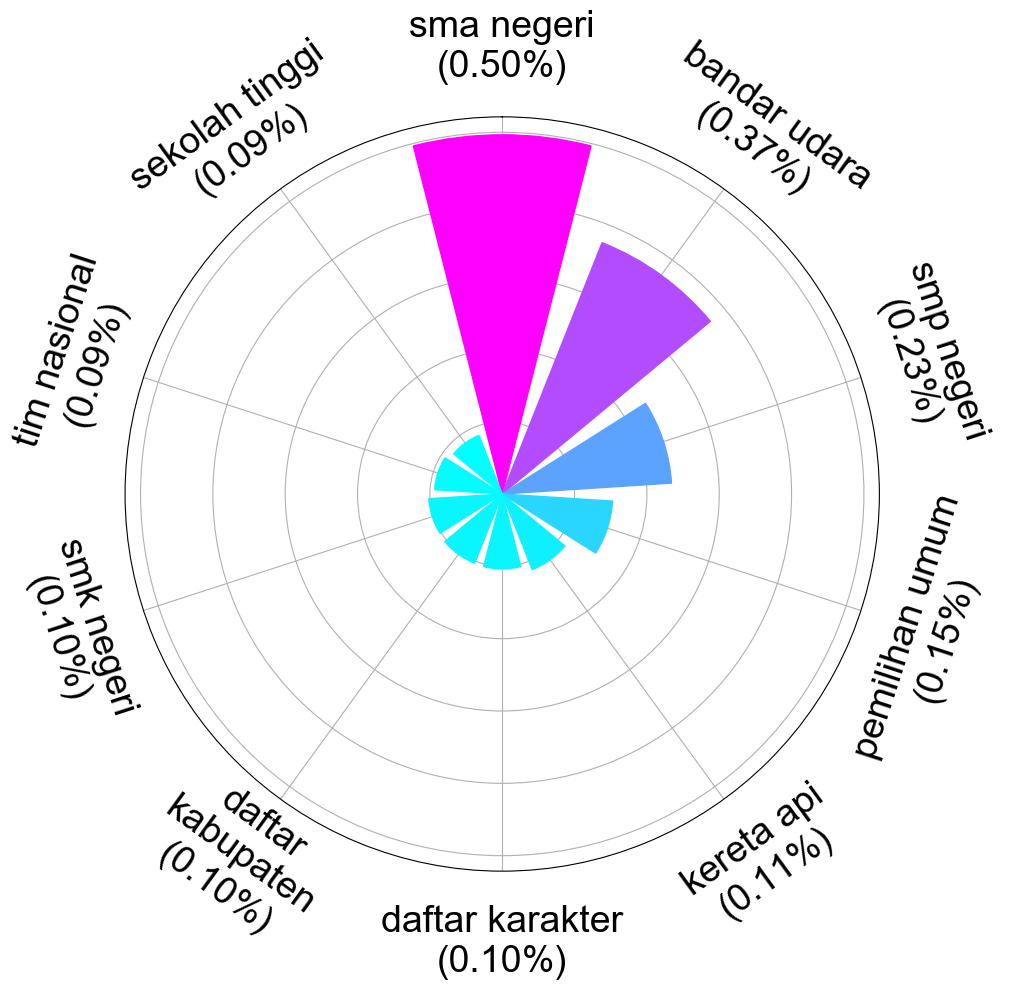 sma negeri
(0.50%)
bandar udara
(0.37%)
smp negeri
(0.23%)
pemilihan umum
(0.15%)
kereta api
(0.11%)
daftar karakter
(0.10%)
daftar
kabupaten
(0.10%)
smk negeri
(0.10%)
tim nasional
(0.09%)
sekolah tinggi
(0.09%)